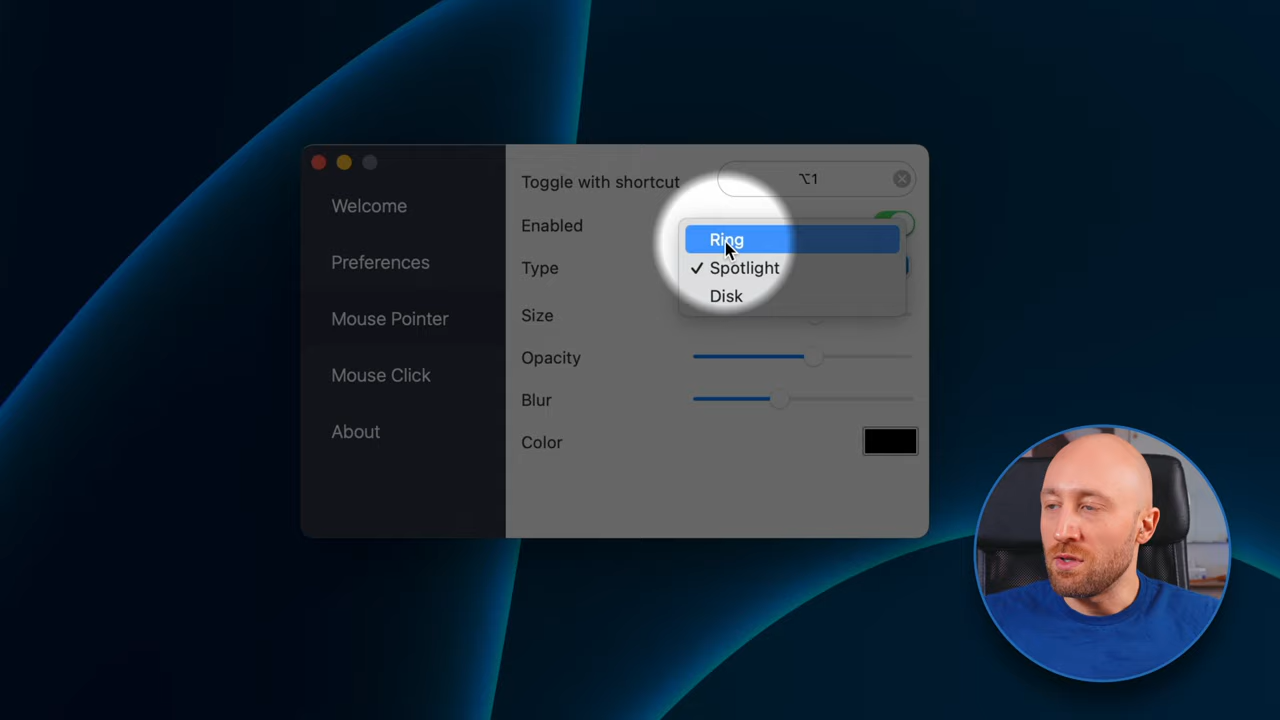 Welcome
Preferences
Mouse Pointer
Mouse Click
About
Toggle with shortcut
⌥1
Enabled
Type
Ring
✓ Spotlight
Disk
Size
Opacity
Blur
Color